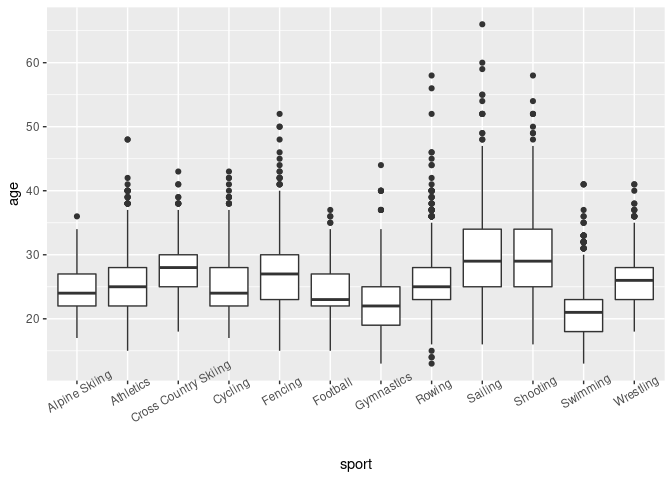 60
50
40
30
20
age
Alpine Skiing
Athletics
Cross Country Skiing
Cycling
Fencing
Football
Gymnastics
Rowing
Sailing
Shooting
Swimming
Wrestling
sport